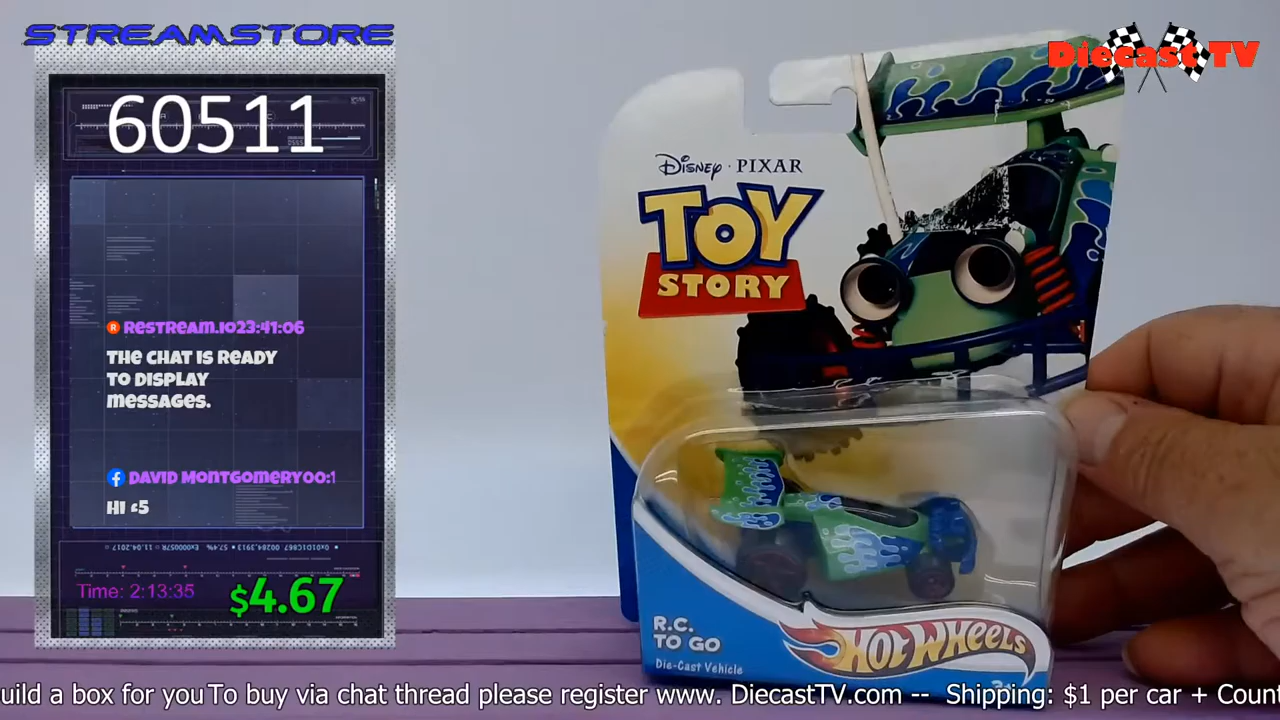 STREAMSTORE
60511
RESTREAM.IO23:41:06
THE CHAT IS READY
TO DISPLAY
MESSAGES.
DAVID MONTGOMERY00:1
HI £5
Time: 2:13:35
$4.67
Diecast TV
DISNEY · PIXAR
TOY
STORY
R.C.
TO GO
Die-Cast Vehicle
HOT WHEELS
uild a box for you To buy via chat thread please register www. DiecastTV.com -- Shipping: $1 per car + Count